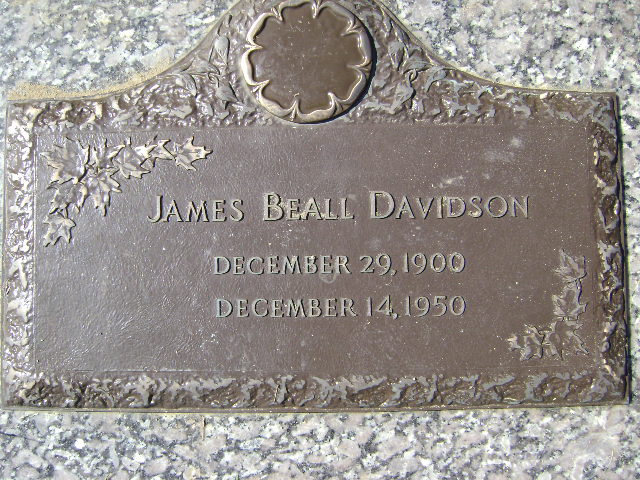 JAMES BEALL DAVIDSON
DECEMBER 29, 1900
DECEMBER 14, 1950